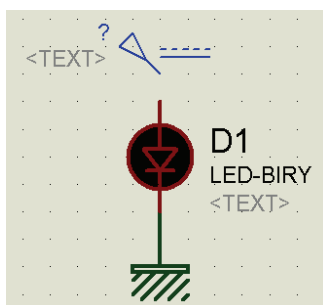 ?
<TEXT>
D1
LED-BIRY
<TEXT>